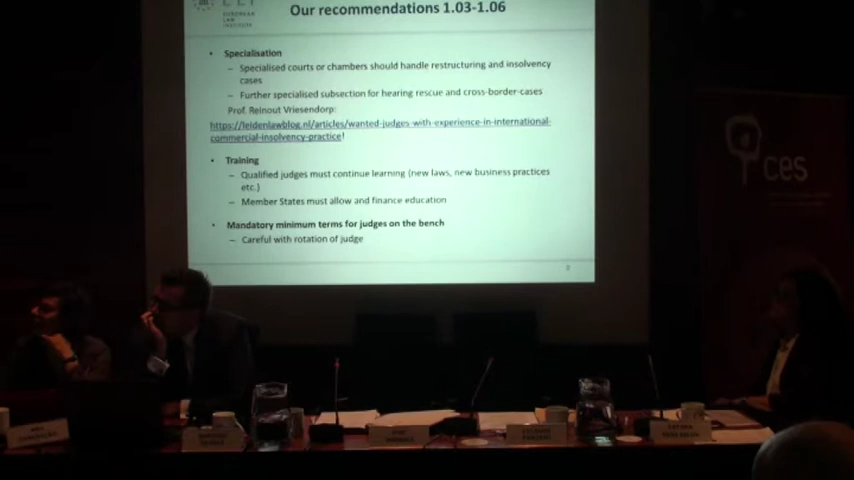 EUROPEAN
LAW
INSTITUTE
Our recommendations 1.03-1.06
• Specialisation
– Specialised courts or chambers should handle restructuring and insolvency
cases
– Further specialised subsection for hearing rescue and cross-border-cases
Prof. Reinout Vriesendorp:
https://leidenlawblog.nl/articles/wanted-judges-with-experience-in-international-
commercial-insolvency-practice!
• Training
– Qualified judges must continue learning (new laws, new business practices
etc.)
– Member States must allow and finance education
• Mandatory minimum terms for judges on the bench
– Careful with rotation of judge
ces